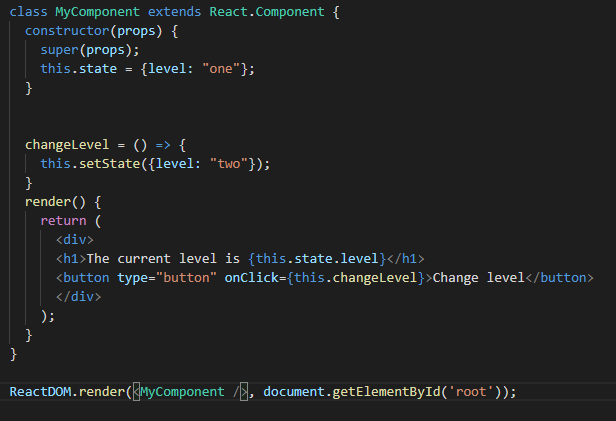 class MyComponent extends React.Component {
  constructor(props) {
    super(props);
    this.state = {level: "one"};
  }


  changeLevel = () => {
    this.setState({level: "two"});
  }
  render() {
    return (
      <div>
      <h1>The current level is {this.state.level}</h1>
      <button type="button" onClick={this.changeLevel}>Change level</button>
      </div>
    );
  }
}

ReactDOM.render(<MyComponent />, document.getElementById('root'));